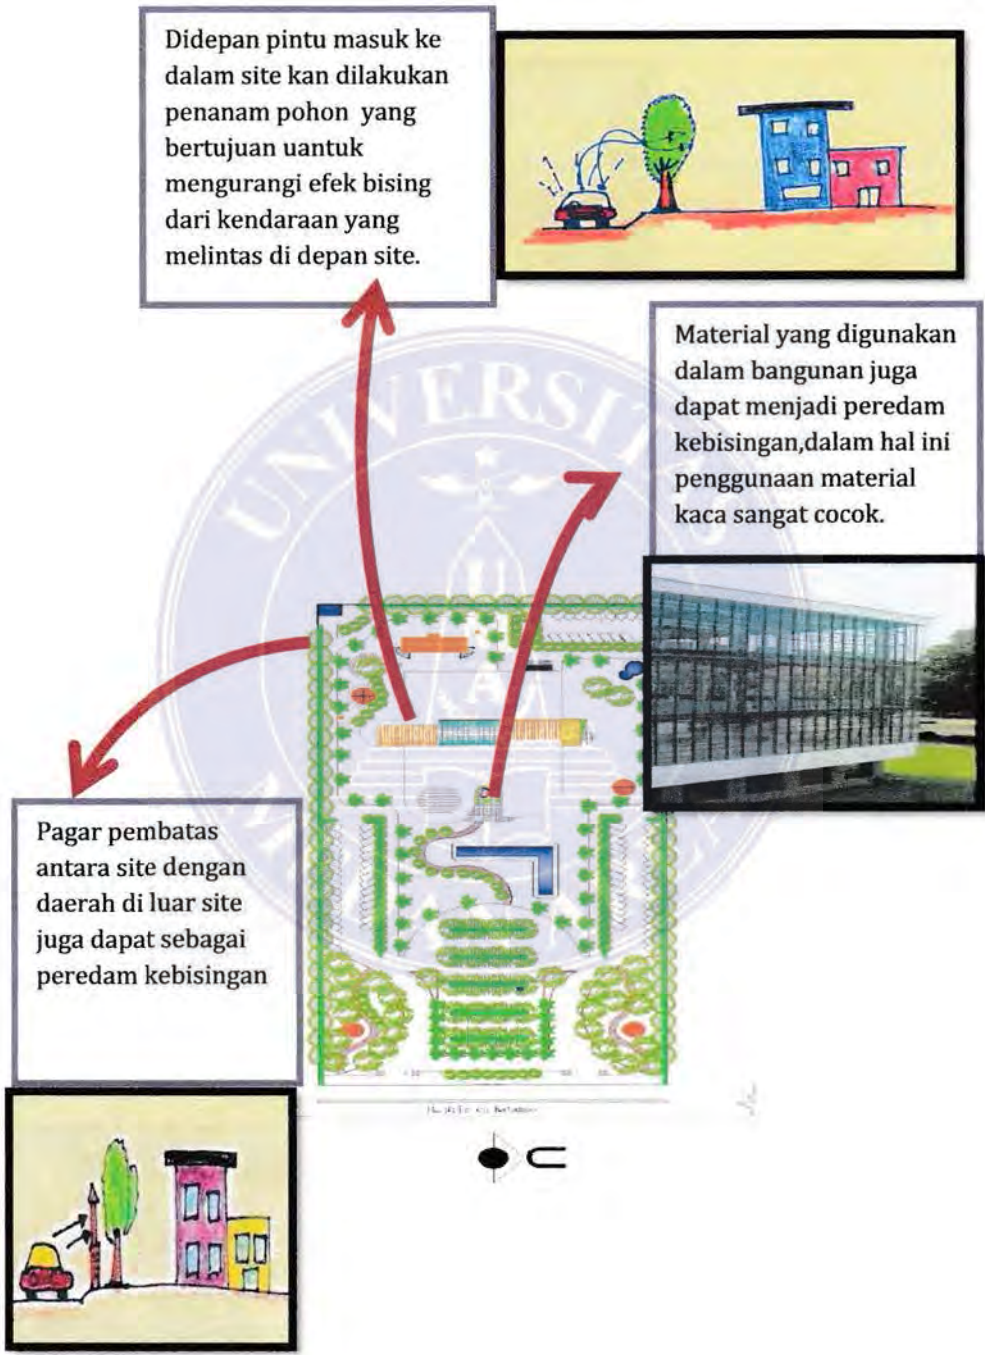 Didepan pintu masuk ke
dalam site kan dilakukan
penanam pohon yang
bertujuan uantuk
mengurangi efek bising
dari kendaraan yang
melintas di depan site.
Material yang digunakan
dalam bangunan juga
dapat menjadi peredam
kebisingan,dalam hal ini
penggunaan material
kaca sangat cocok.
UNIVERSITAS
U
A
Pagar pembatas
antara site dengan
daerah di luar site
juga dapat sebagai
peredam kebisingan